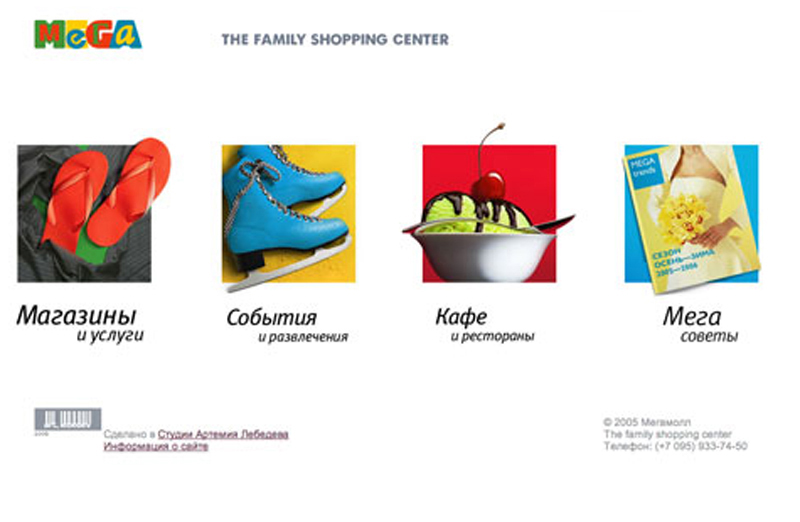 MEGA
THE FAMILY SHOPPING CENTER
MEGA
trends
СЕЗОН
ОСЕНЬ—ЗИМА
2005—2006
Магазины
и услуги
События
и развлечения
Кафе
и рестораны
Мега
советы
Сделано в Студии Артемия Лебедева
Информация о сайте
© 2005 Мегамолл
The family shopping center
Телефон: (+7 095) 933-74-50